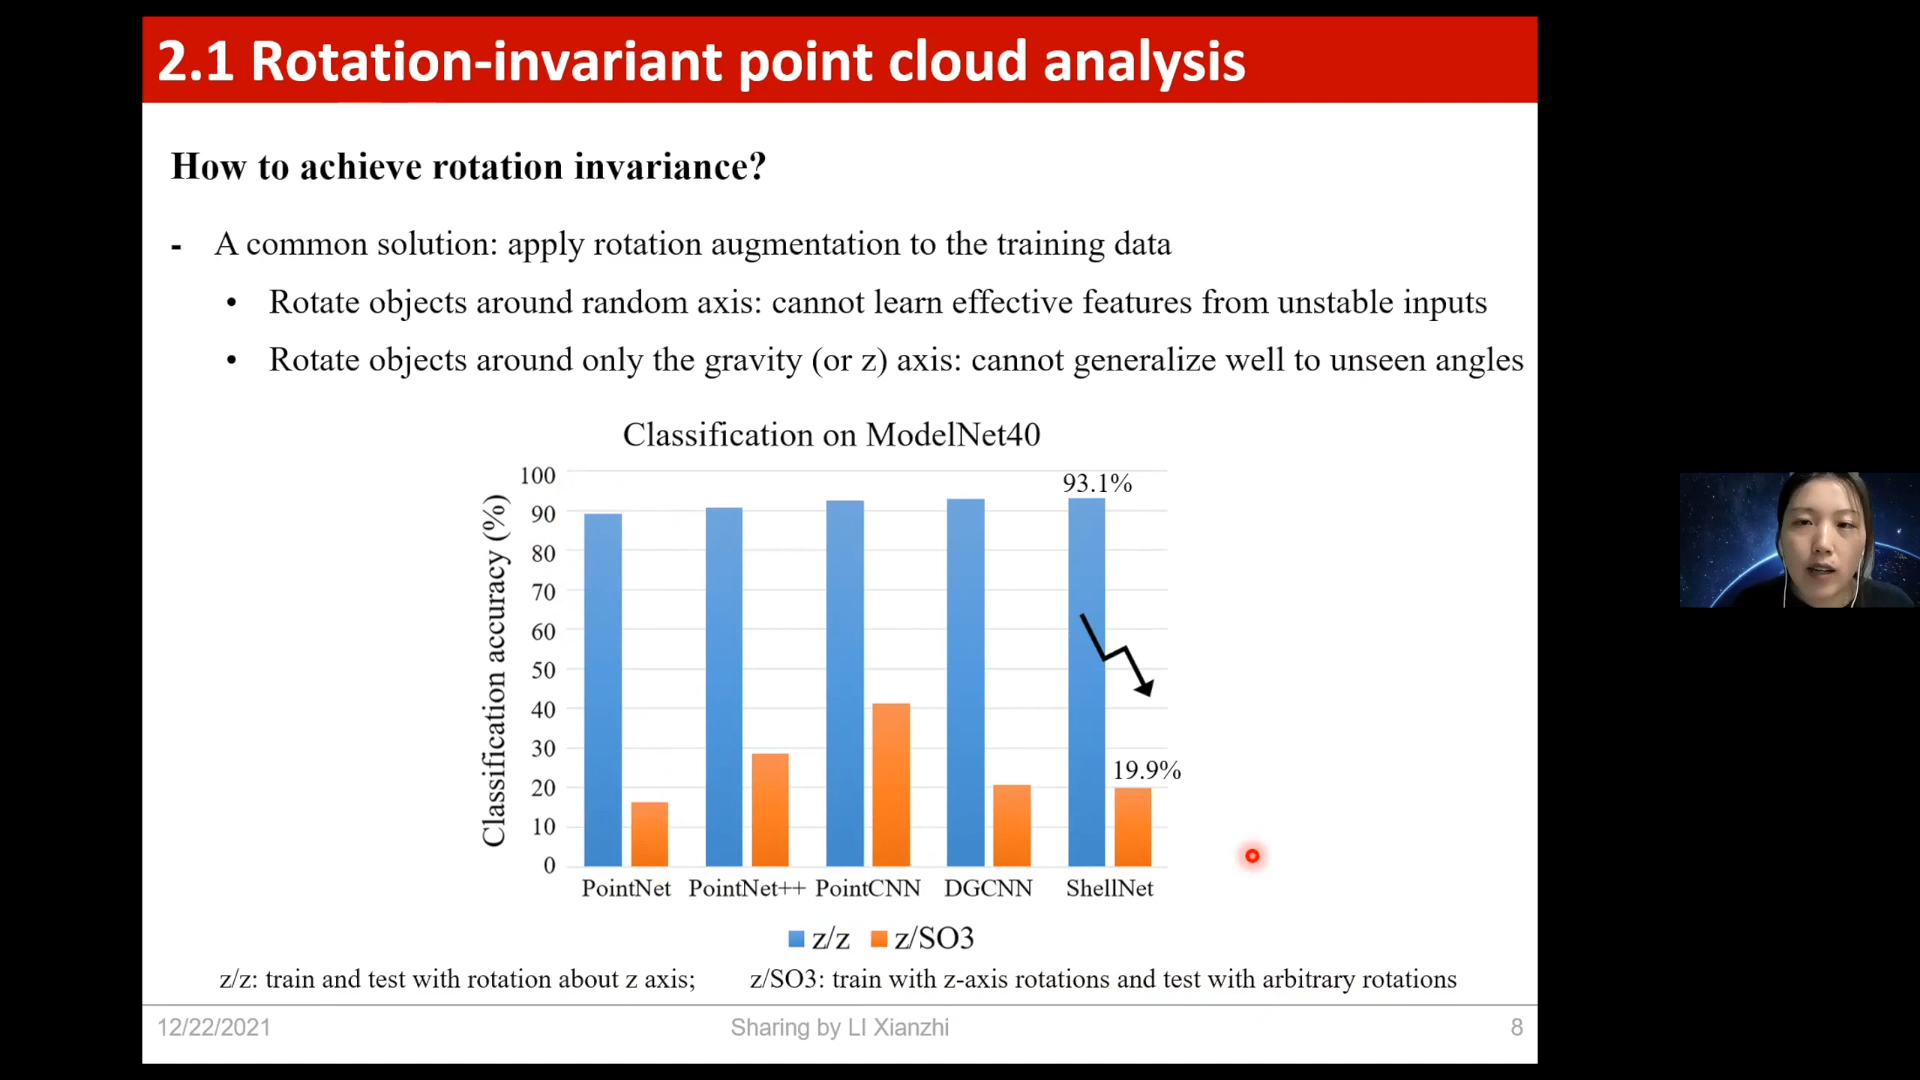 2.1 Rotation-invariant point cloud analysis
How to achieve rotation invariance?
- A common solution: apply rotation augmentation to the training data
• Rotate objects around random axis: cannot learn effective features from unstable inputs
• Rotate objects around only the gravity (or z) axis: cannot generalize well to unseen angles
Classification on ModelNet40
Classification accuracy (%)
100
90
80
70
60
50
40
30
20
10
0
93.1%
19.9%
PointNet PointNet++ PointCNN DGCNN ShellNet
z/z z/SO3
z/z: train and test with rotation about z axis; z/SO3: train with z-axis rotations and test with arbitrary rotations
12/22/2021 Sharing by LI Xianzhi 8